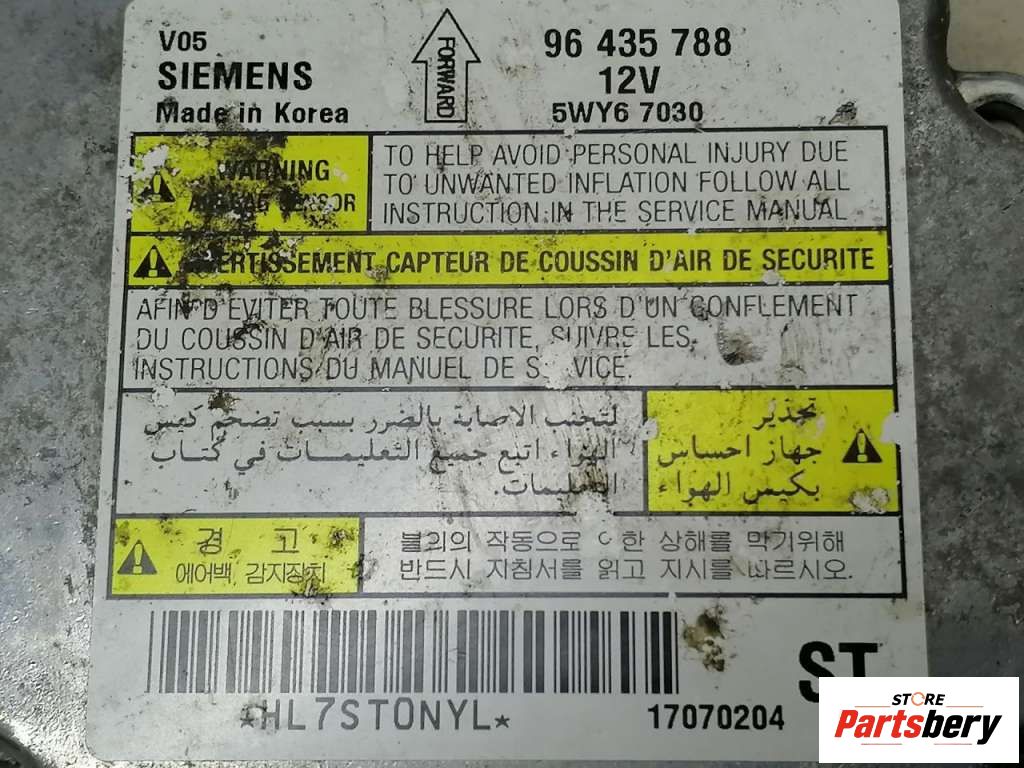 V05
SIEMENS
Made in Korea
FORWARD
96 435 788
12V
5WY6 7030
WARNING
SENSOR
TO HELP AVOID PERSONAL INJURY DUE
TO UNWANTED INFLATION FOLLOW ALL
INSTRUCTION IN THE SERVICE MANUAL
CAPTEUR DE COUSSIN D'AIR DE SECURITE
AFIN D'EVITER TOUTE BLESSURE LORS D'UN GONFLEMENT
DU COUSSIN D'AIR DE SECURITE, SUIVRE LES
INSTRUCTIONS DU MANUEL DE
تحذير
جهاز احساس
بكيس الهواء
لتجنب الاصابة بالضرر بسبب تضخم كيس
الهواء اتبع جميع التعليمـــات في كتاب
التعليمات.
경 고
에어백, 감지장치
불의의 작동으로 한 상해를 막기위해
반드시 지침서를 읽고 지시를 따르시오.
*HL7ST0NYL*
17070204
ST
STORE
Partsbery